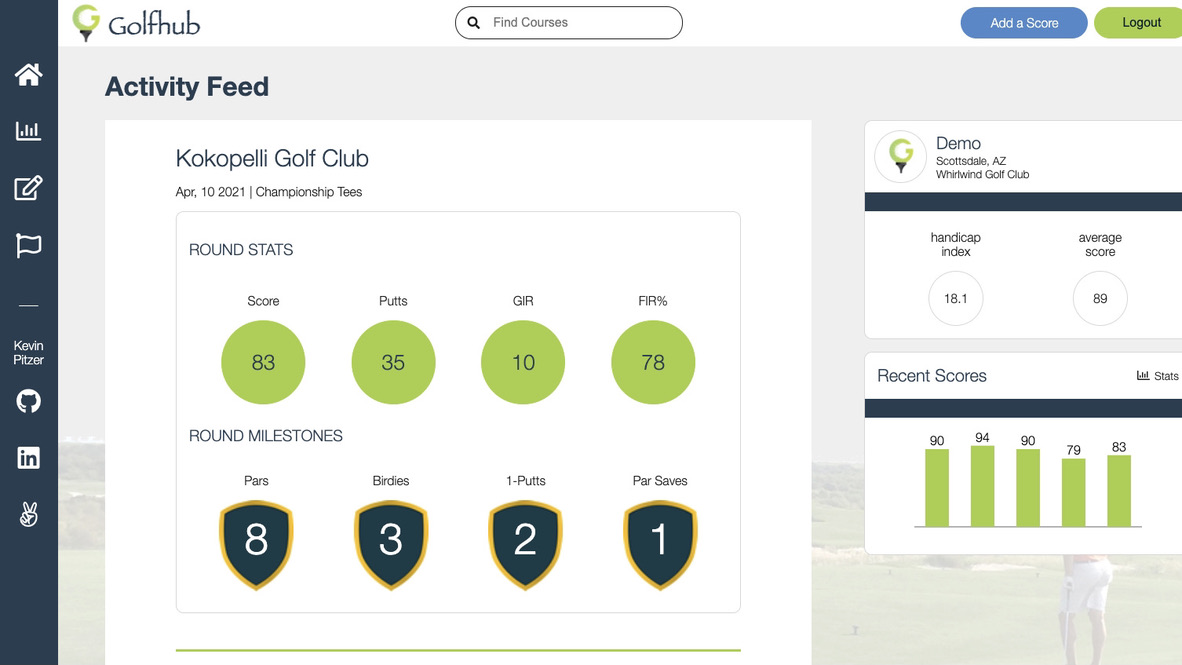 Golfhub
Find Courses
Add a Score
Logout
Activity Feed
Kokopelli Golf Club
Apr, 10 2021 | Championship Tees
ROUND STATS
Score Putts GIR FIR%
83 35 10 78
ROUND MILESTONES
Pars Birdies 1-Putts Par Saves
8 3 2 1
Demo
Scottsdale, AZ
Whirlwind Golf Club
handicap
index
average
score
18.1 89
Recent Scores
Stats
90 94 90 79 83
Kevin
Pitzer